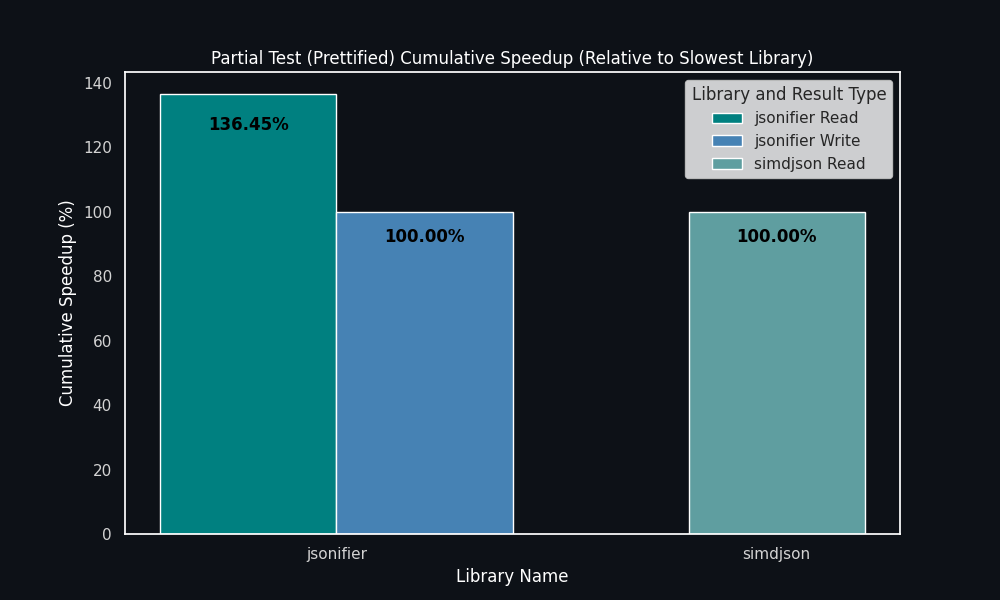 Partial Test (Prettified) Cumulative Speedup (Relative to Slowest Library)
Cumulative Speedup (%)
140
120
100
80
60
40
20
0
136.45%
100.00%
100.00%
Library and Result Type
jsonifier Read
jsonifier Write
simdjson Read
jsonifier
simdjson
Library Name